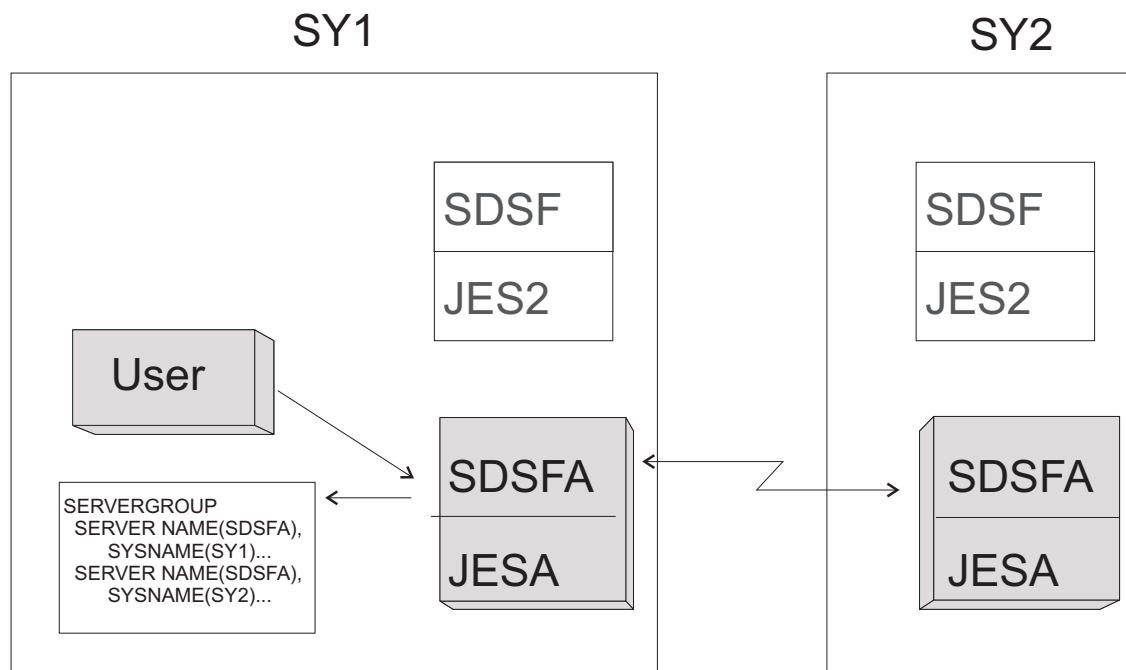 SY1
SY2
SDSF
JES2
SDSF
JES2
User
SDSFA
JESA
SDSFA
JESA
SERVERGROUP
SERVER NAME(SDSFA),
SYSNAME(SY1)...
SERVER NAME(SDSFA),
SYSNAME(SY2)...